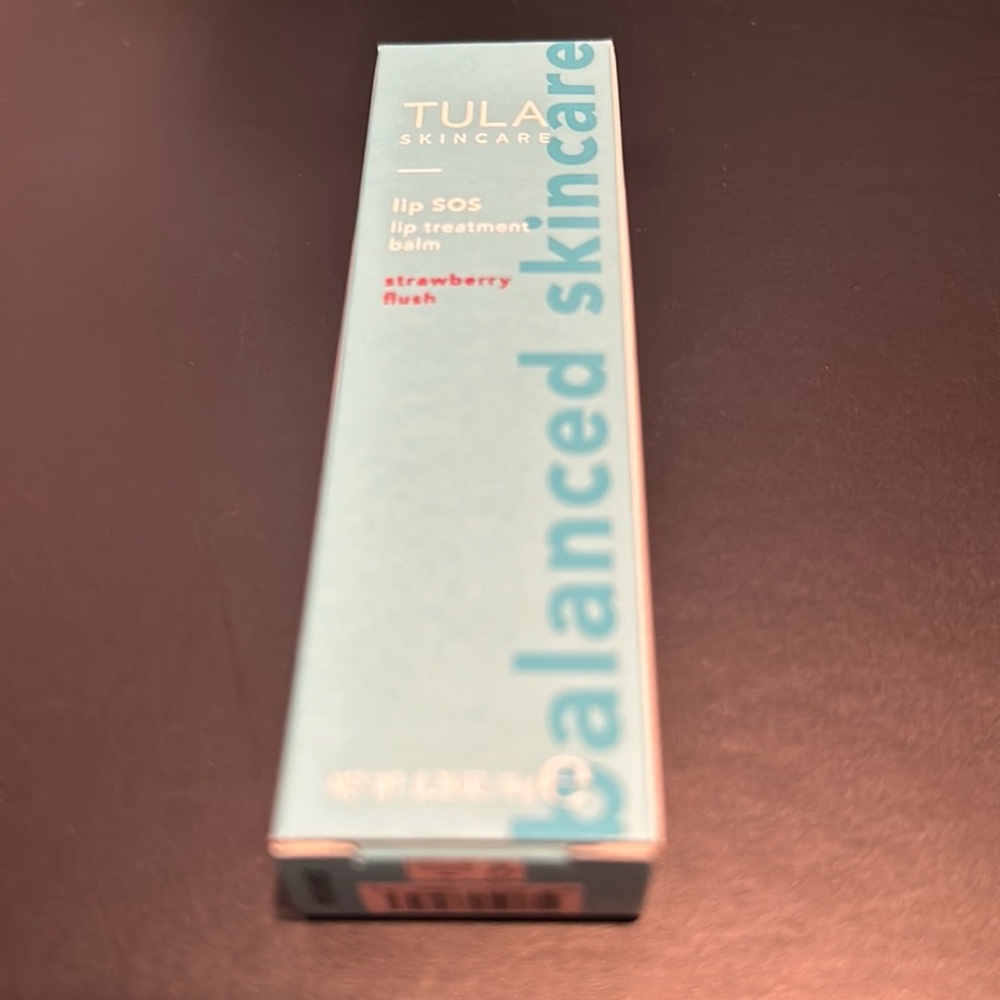 TULA
SKINCARE
lip SOS
lip treatment
balm
strawberry
flush
balanced skincare